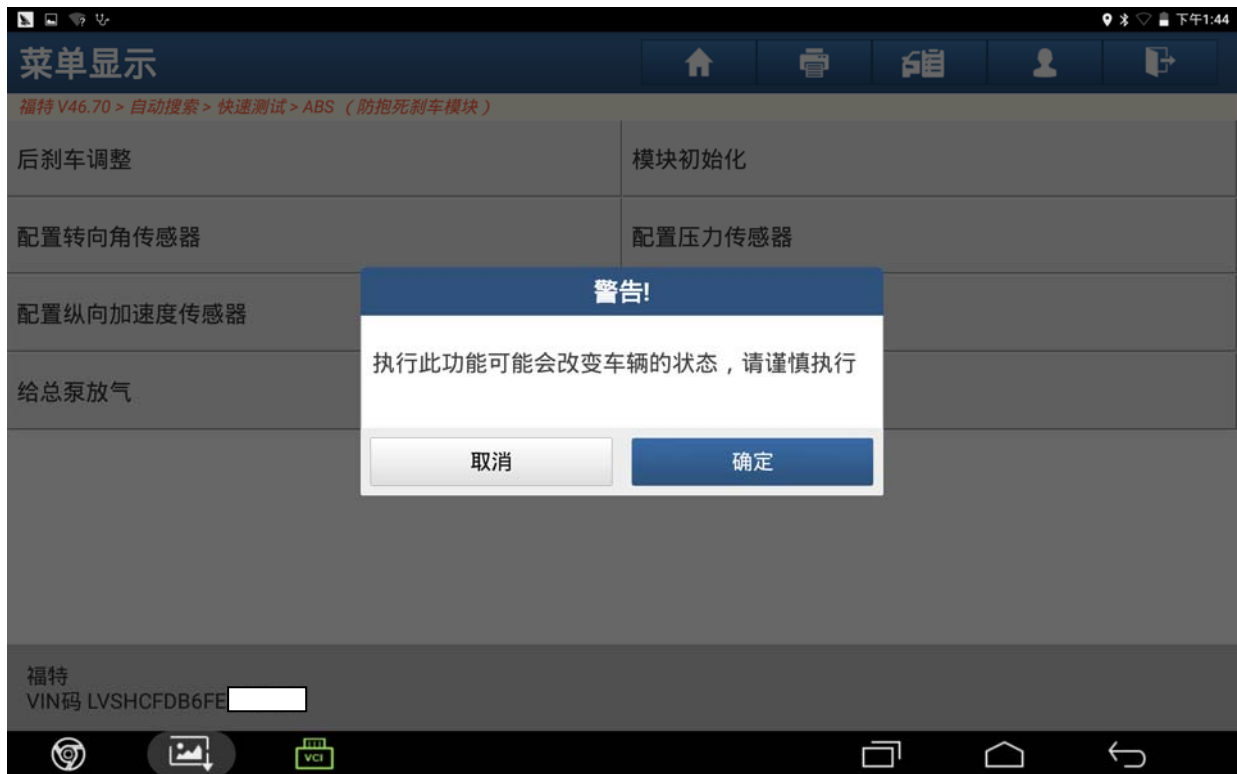 下午1:44
菜单显示
福特 V46.70 > 自动搜索 > 快速测试 > ABS （防抱死刹车模块）
后刹车调整
模块初始化
配置转向角传感器
配置压力传感器
配置纵向加速度传感器
给总泵放气
警告!
执行此功能可能会改变车辆的状态，请谨慎执行
取消
确定
福特
VIN码 LVSHCFDB6FE
VCI